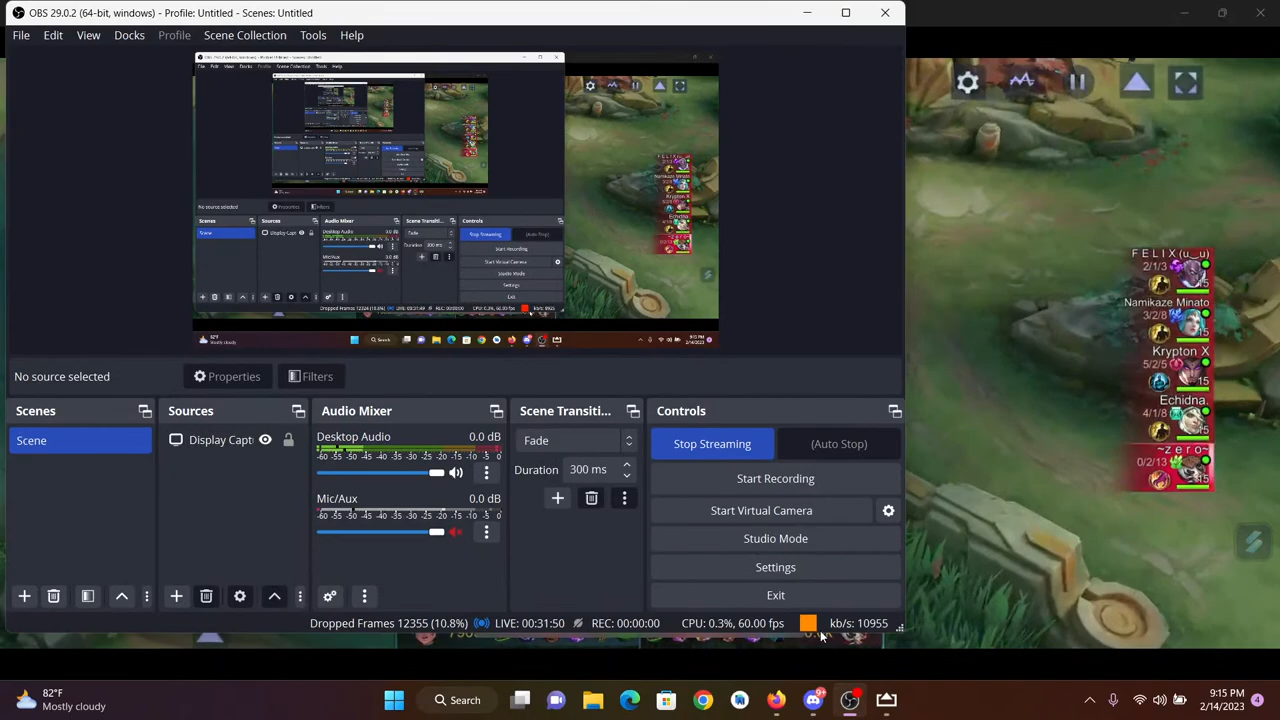 OBS 29.0.2 (64-bit, windows) - Profile: Untitled - Scenes: Untitled
File Edit View Docks Profile Scene Collection Tools Help
No source selected
Properties Filters
Scenes Sources Audio Mixer Scene Transiti... Controls
Scene
Display Capt
Desktop Audio 0.0 dB
-60 -55 -50 -45 -40 -35 -30 -25 -20 -15 -10 -5 0
Mic/Aux 0.0 dB
-60 -55 -50 -45 -40 -35 -30 -25 -20 -15 -10 -5 0
Fade
Duration 300 ms
Stop Streaming (Auto Stop)
Start Recording
Start Virtual Camera
Studio Mode
Settings
Exit
Dropped Frames 12355 (10.8%) LIVE: 00:31:50 REC: 00:00:00 CPU: 0.3%, 60.00 fps kb/s: 10955
F E L I X (u_u)
2/1/3
Namikaze Minato
3/2/8
15
Krypton X
5/2/5
15
Echidna.
4/1/8
15
~z e r o~
0/2/13
15
82°F
Mostly cloudy
Search
9+
9:15 PM
2/14/2023
4